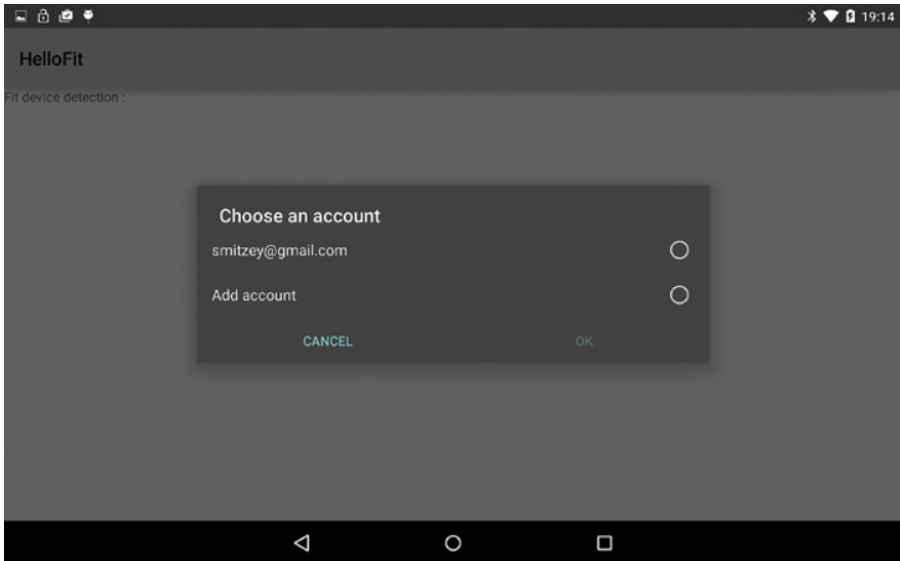 19:14
HelloFit
Fit device detection :
Choose an account
smitzey@gmail.com
Add account
CANCEL OK